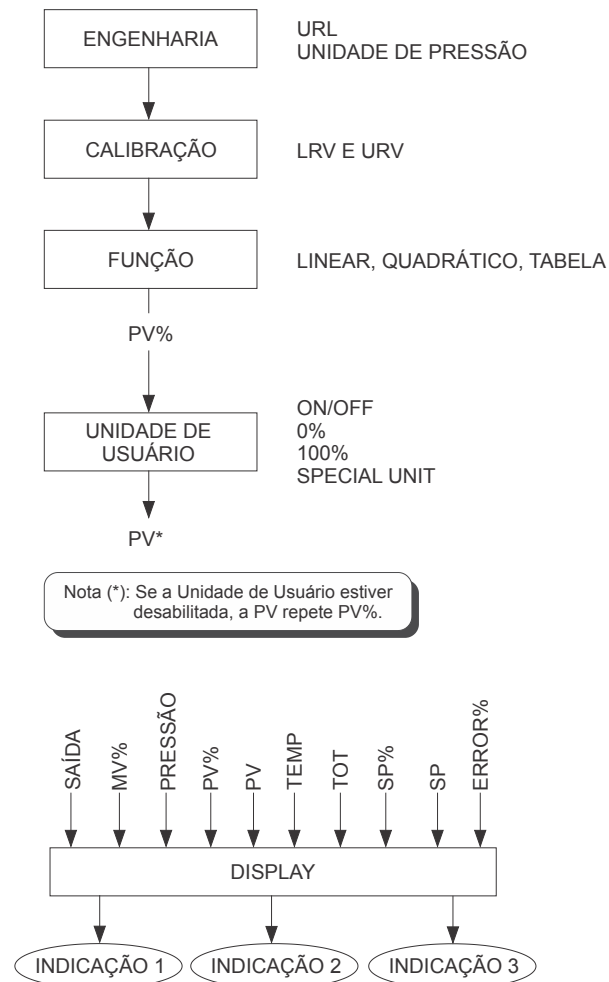 ENGENHARIA
URL
UNIDADE DE PRESSÃO
CALIBRAÇÃO
LRV E URV
FUNÇÃO
LINEAR, QUADRÁTICO, TABELA
PV%
UNIDADE DE
USUÁRIO
ON/OFF
0%
100%
SPECIAL UNIT
PV*
Nota (*): Se a Unidade de Usuário estiver
desabilitada, a PV repete PV%.
SAÍDA
MV%
PRESSÃO
PV%
PV
TEMP
TOT
SP%
SP
ERROR%
DISPLAY
INDICAÇÃO 1
INDICAÇÃO 2
INDICAÇÃO 3